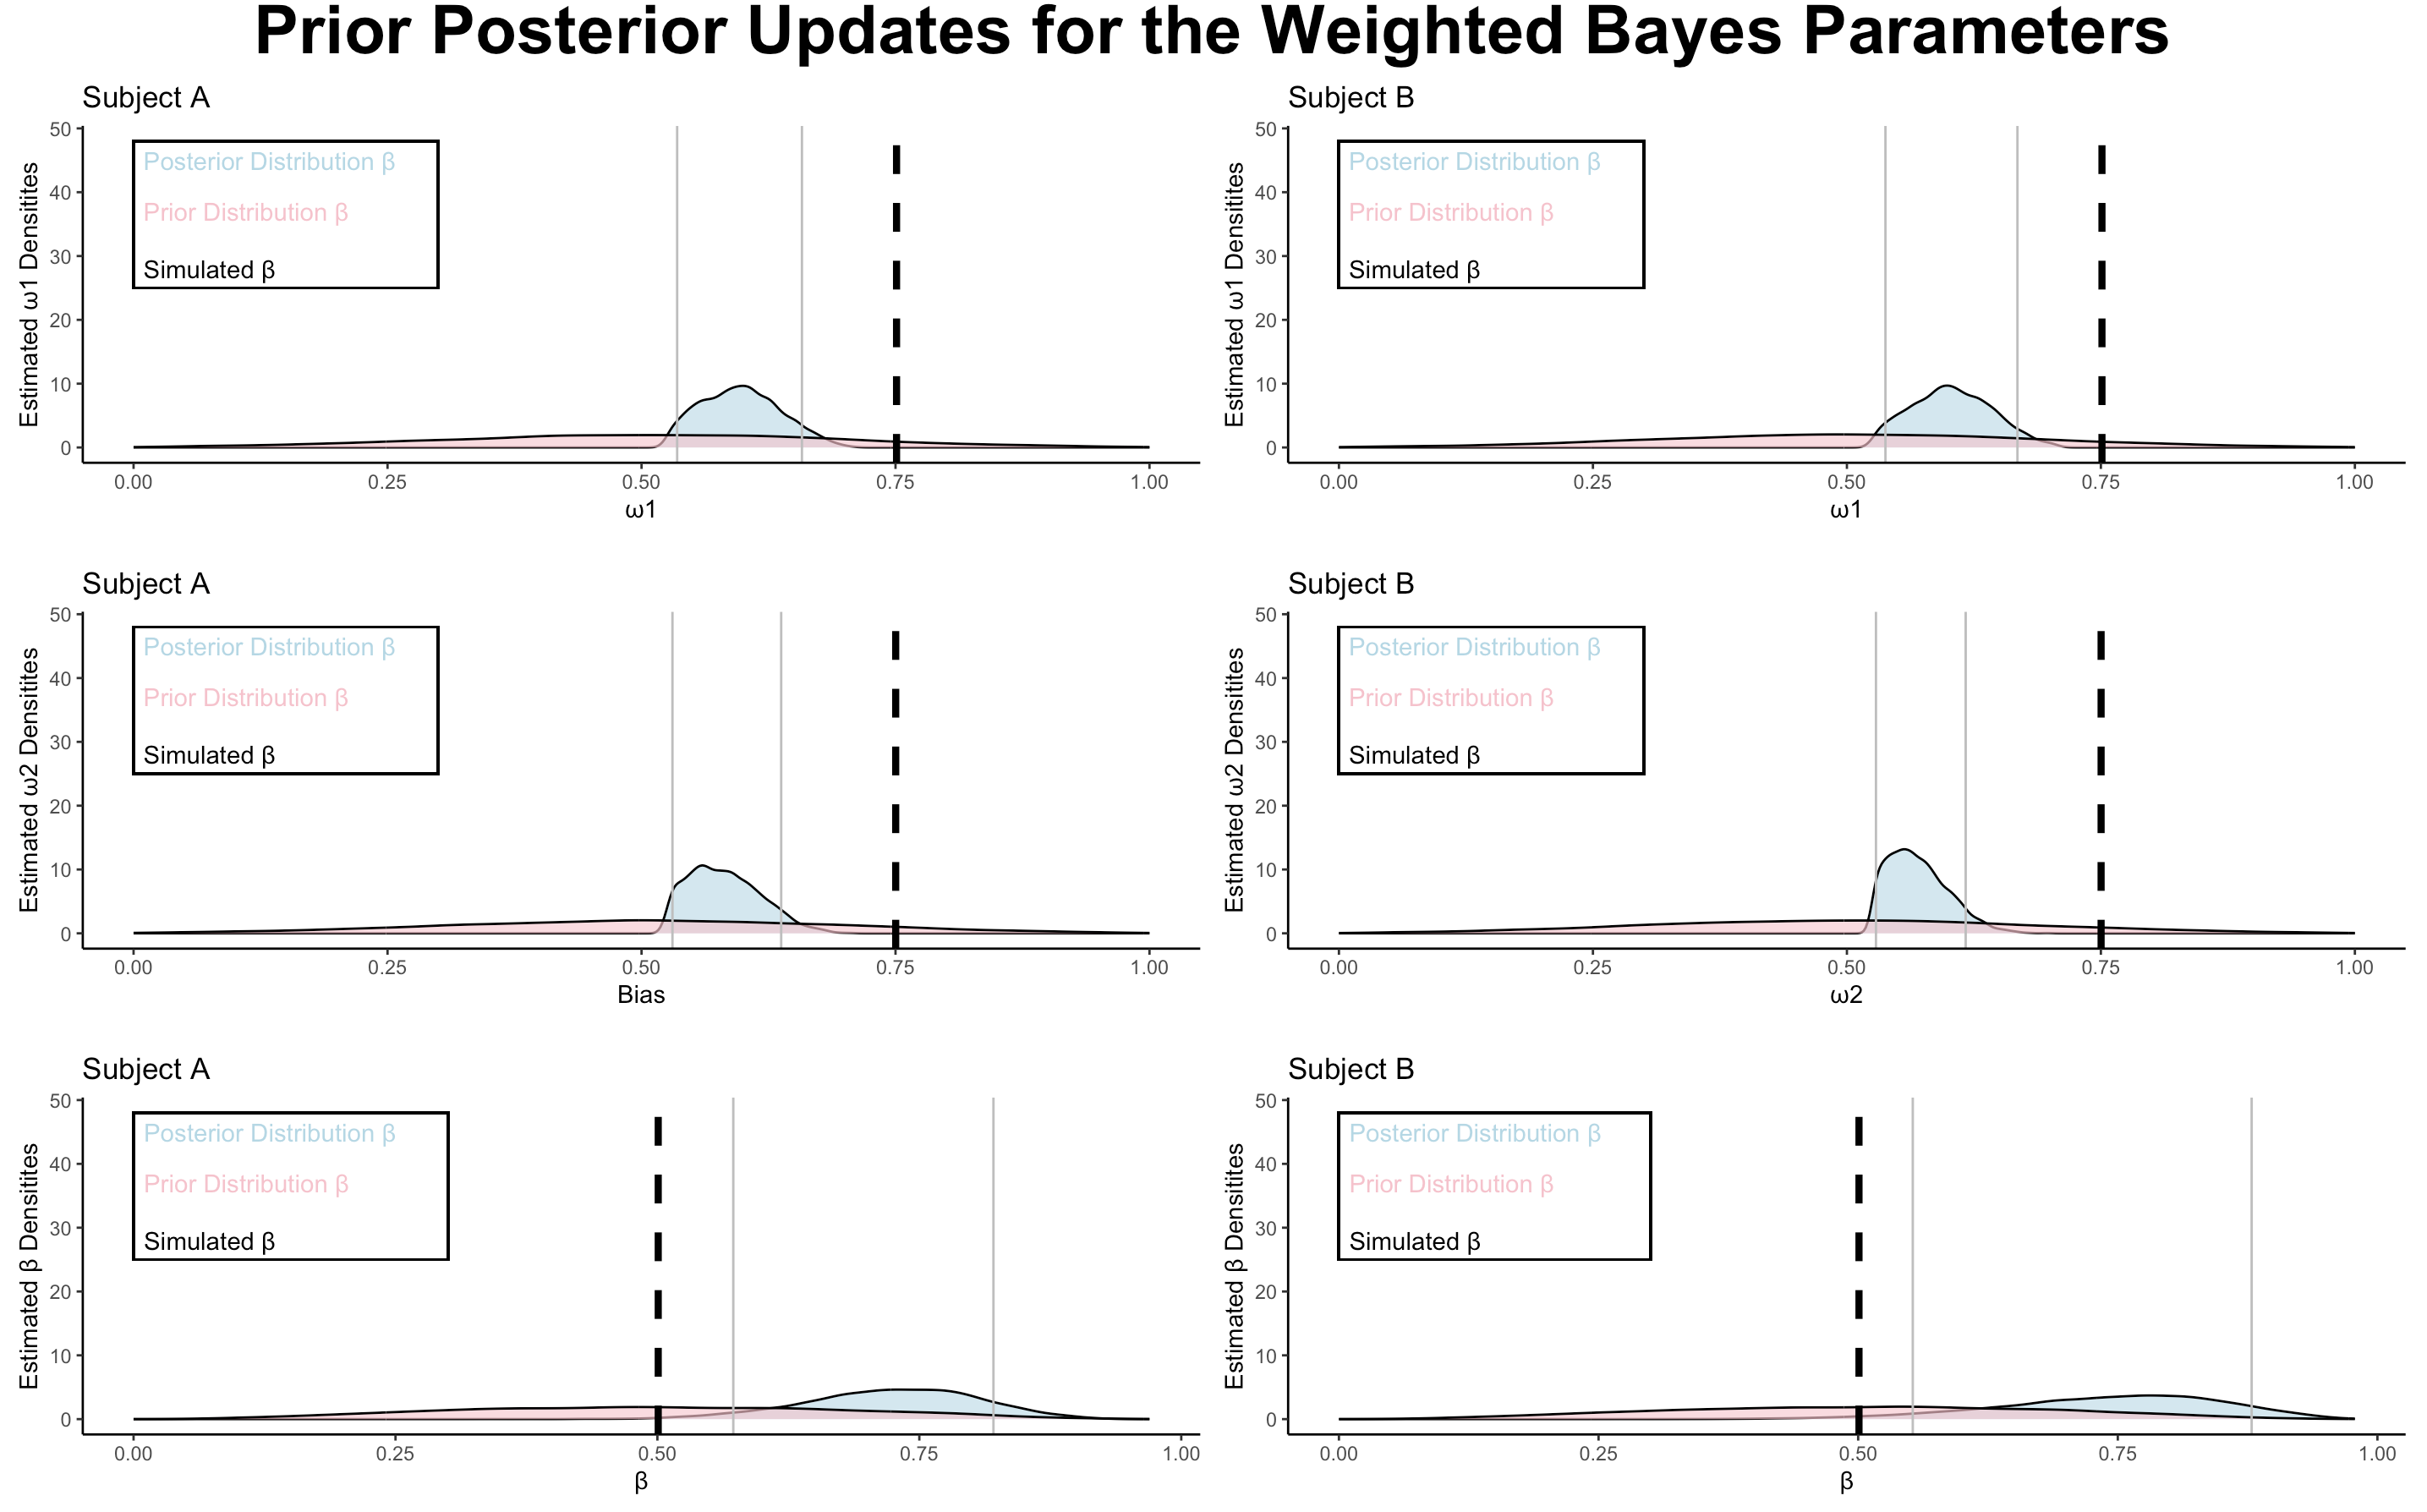 Prior Posterior Updates for the Weighted Bayes Parameters
Subject A
Estimated ω1 Densitites
50
40
30
20
10
0
Posterior Distribution β
Prior Distribution β
Simulated β
0.00 0.25 0.50 0.75 1.00
ω1
Subject B
Estimated ω1 Densitites
50
40
30
20
10
0
Posterior Distribution β
Prior Distribution β
Simulated β
0.00 0.25 0.50 0.75 1.00
ω1
Subject A
Estimated ω2 Densitites
50
40
30
20
10
0
Posterior Distribution β
Prior Distribution β
Simulated β
0.00 0.25 0.50 0.75 1.00
Bias
Subject B
Estimated ω2 Densitites
50
40
30
20
10
0
Posterior Distribution β
Prior Distribution β
Simulated β
0.00 0.25 0.50 0.75 1.00
ω2
Subject A
Estimated β Densitites
50
40
30
20
10
0
Posterior Distribution β
Prior Distribution β
Simulated β
0.00 0.25 0.50 0.75 1.00
β
Subject B
Estimated β Densitites
50
40
30
20
10
0
Posterior Distribution β
Prior Distribution β
Simulated β
0.00 0.25 0.50 0.75 1.00
β